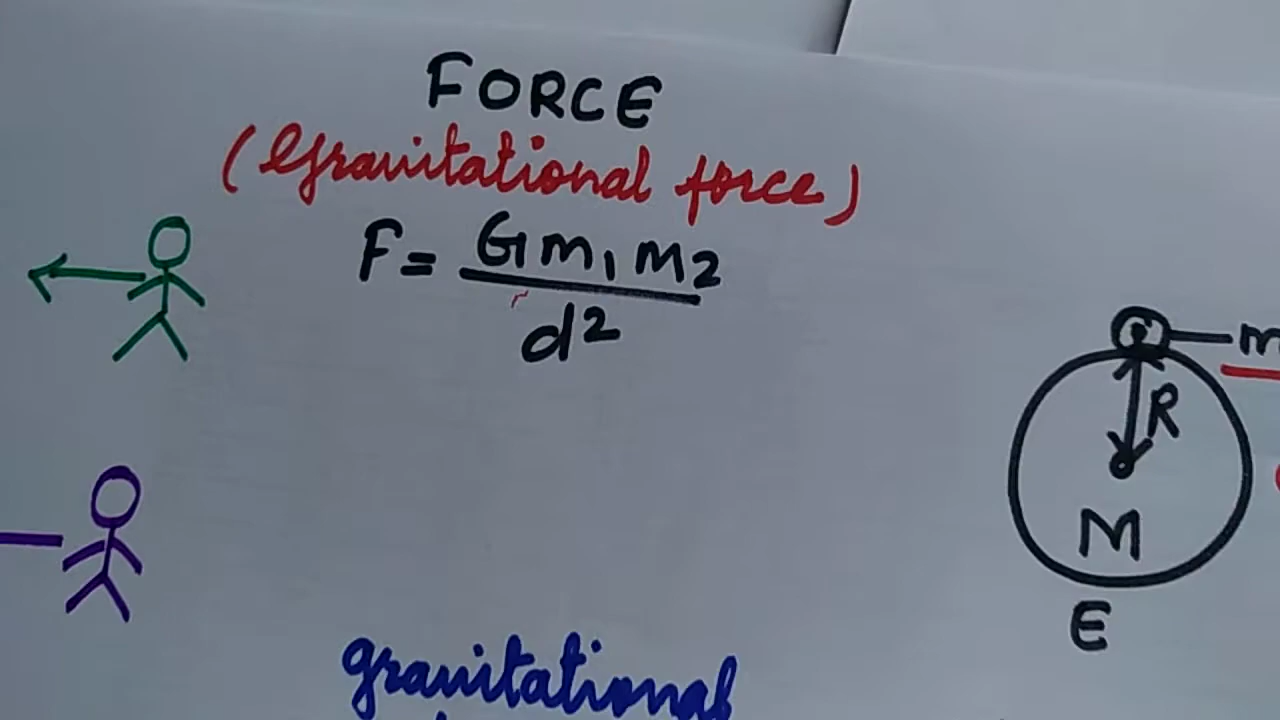 FORCE
(Gravitational force)
F = Gm₁m₂ / d²
m
R
M
E
gravitational